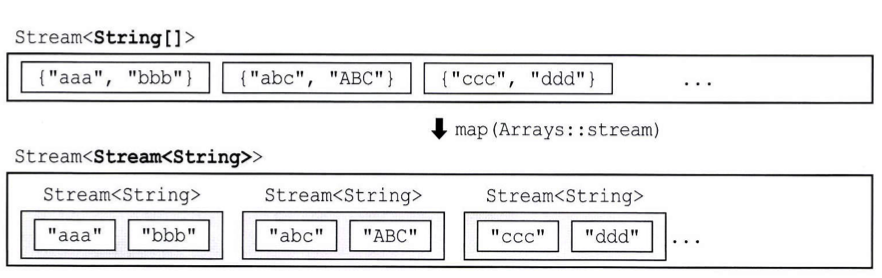 Stream<String[]>
{"aaa", "bbb"} {"abc", "ABC"} {"ccc", "ddd"} ...
map(Arrays::stream)
Stream<Stream<String>>
Stream<String> Stream<String> Stream<String>
"aaa" "bbb" "abc" "ABC" "ccc" "ddd" ...